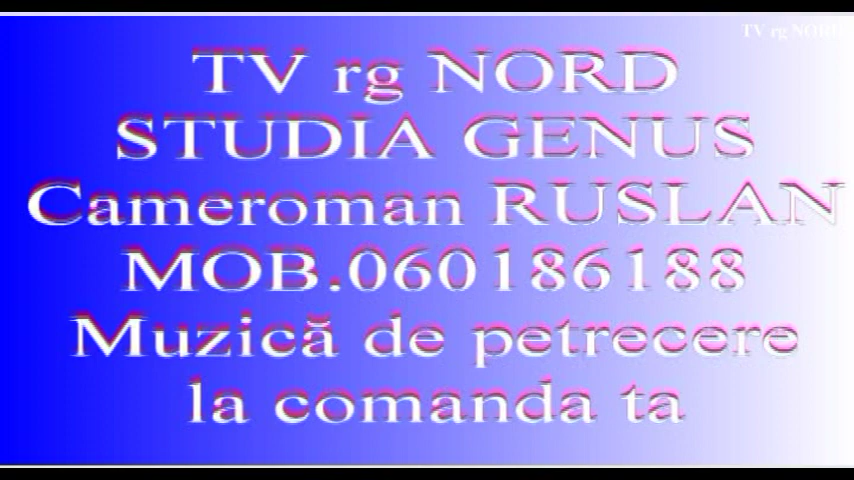 TV rg NORD
TV rg NORD
STUDIA GENUS
Cameroman RUSLAN
MOB.060186188
Muzică de petrecere
la comanda ta